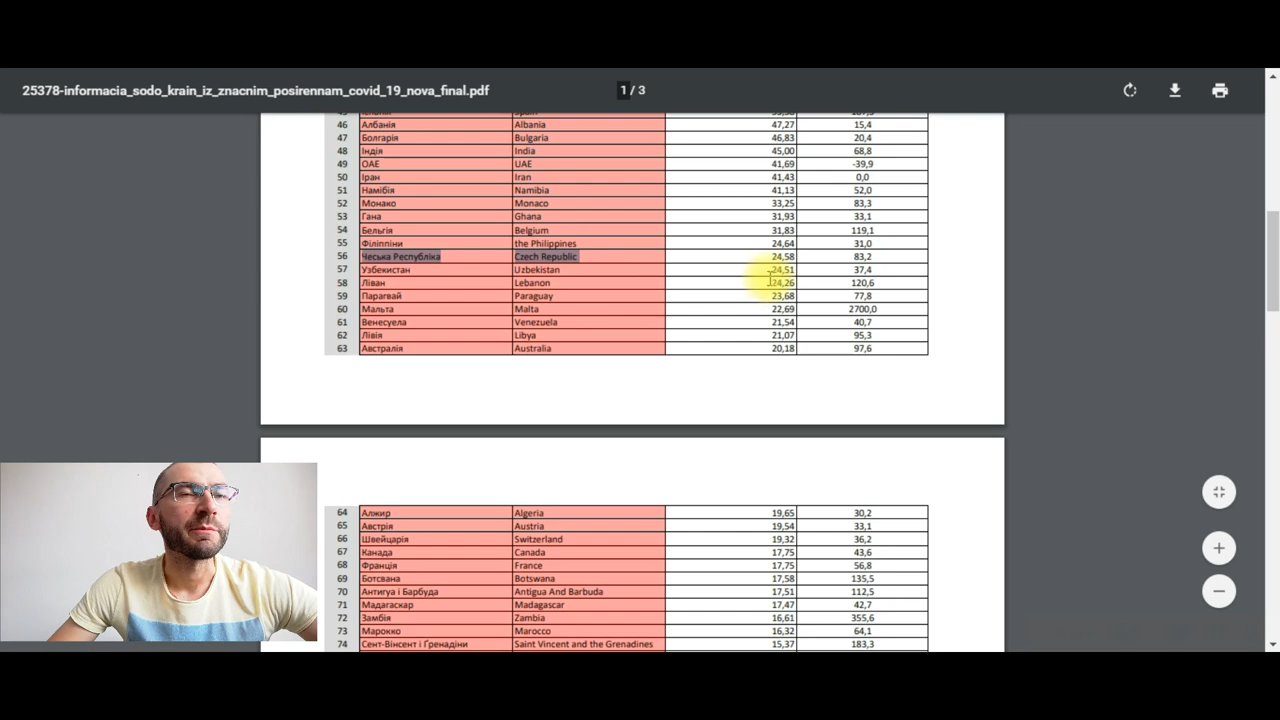 25378-informacia_sodo_krain_iz_znacnim_posirennam_covid_19_nova_final.pdf 1 / 3
46 Албанія Albania 47,27 15,4
47 Болгарія Bulgaria 46,83 20,4
48 Індія India 45,00 68,8
49 ОАЕ UAE 41,69 -39,9
50 Іран Iran 41,43 0,0
51 Намібія Namibia 41,13 52,0
52 Монако Monaco 33,25 83,3
53 Гана Ghana 31,93 33,1
54 Бельгія Belgium 31,83 119,1
55 Філіппіни the Philippines 24,64 31,0
56 Чеська Республіка Czech Republic 24,58 83,2
57 Узбекистан Uzbekistan 24,51 37,4
58 Ліван Lebanon 24,26 120,6
59 Парагвай Paraguay 23,68 77,8
60 Мальта Malta 22,69 2700,0
61 Венесуела Venezuela 21,54 40,7
62 Лівія Libya 21,07 95,3
63 Австралія Australia 20,18 97,6
64 Алжир Algeria 19,65 30,2
65 Австрія Austria 19,54 33,1
66 Швейцарія Switzerland 19,32 36,2
67 Канада Canada 17,75 43,6
68 Франція France 17,75 56,8
69 Ботсвана Botswana 17,58 135,5
70 Антигуа і Барбуда Antigua And Barbuda 17,51 112,5
71 Мадагаскар Madagascar 17,47 42,7
72 Замбія Zambia 16,61 355,6
73 Марокко Marocco 16,32 64,1
74 Сент-Вінсент і Ґренадіни Saint Vincent and the Grenadines 15,37 183,3